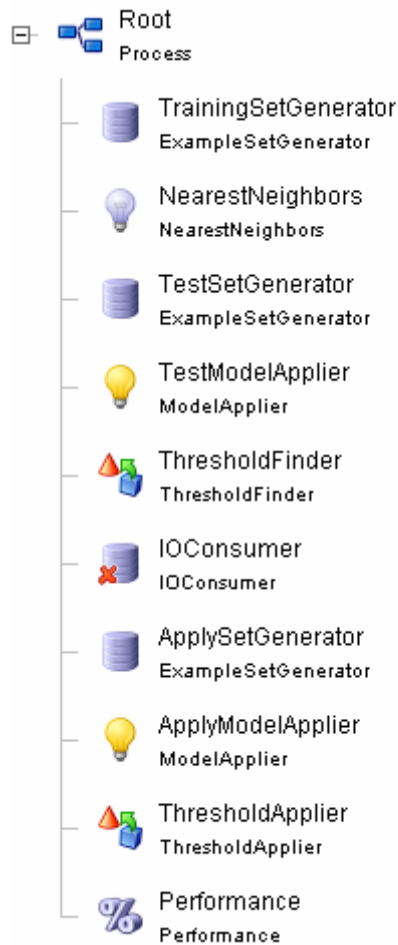 Root
Process
TrainingSetGenerator
ExampleSetGenerator
NearestNeighbors
NearestNeighbors
TestSetGenerator
ExampleSetGenerator
TestModelApplier
ModelApplier
ThresholdFinder
ThresholdFinder
IOConsumer
IOConsumer
ApplySetGenerator
ExampleSetGenerator
ApplyModelApplier
ModelApplier
ThresholdApplier
ThresholdApplier
Performance
Performance